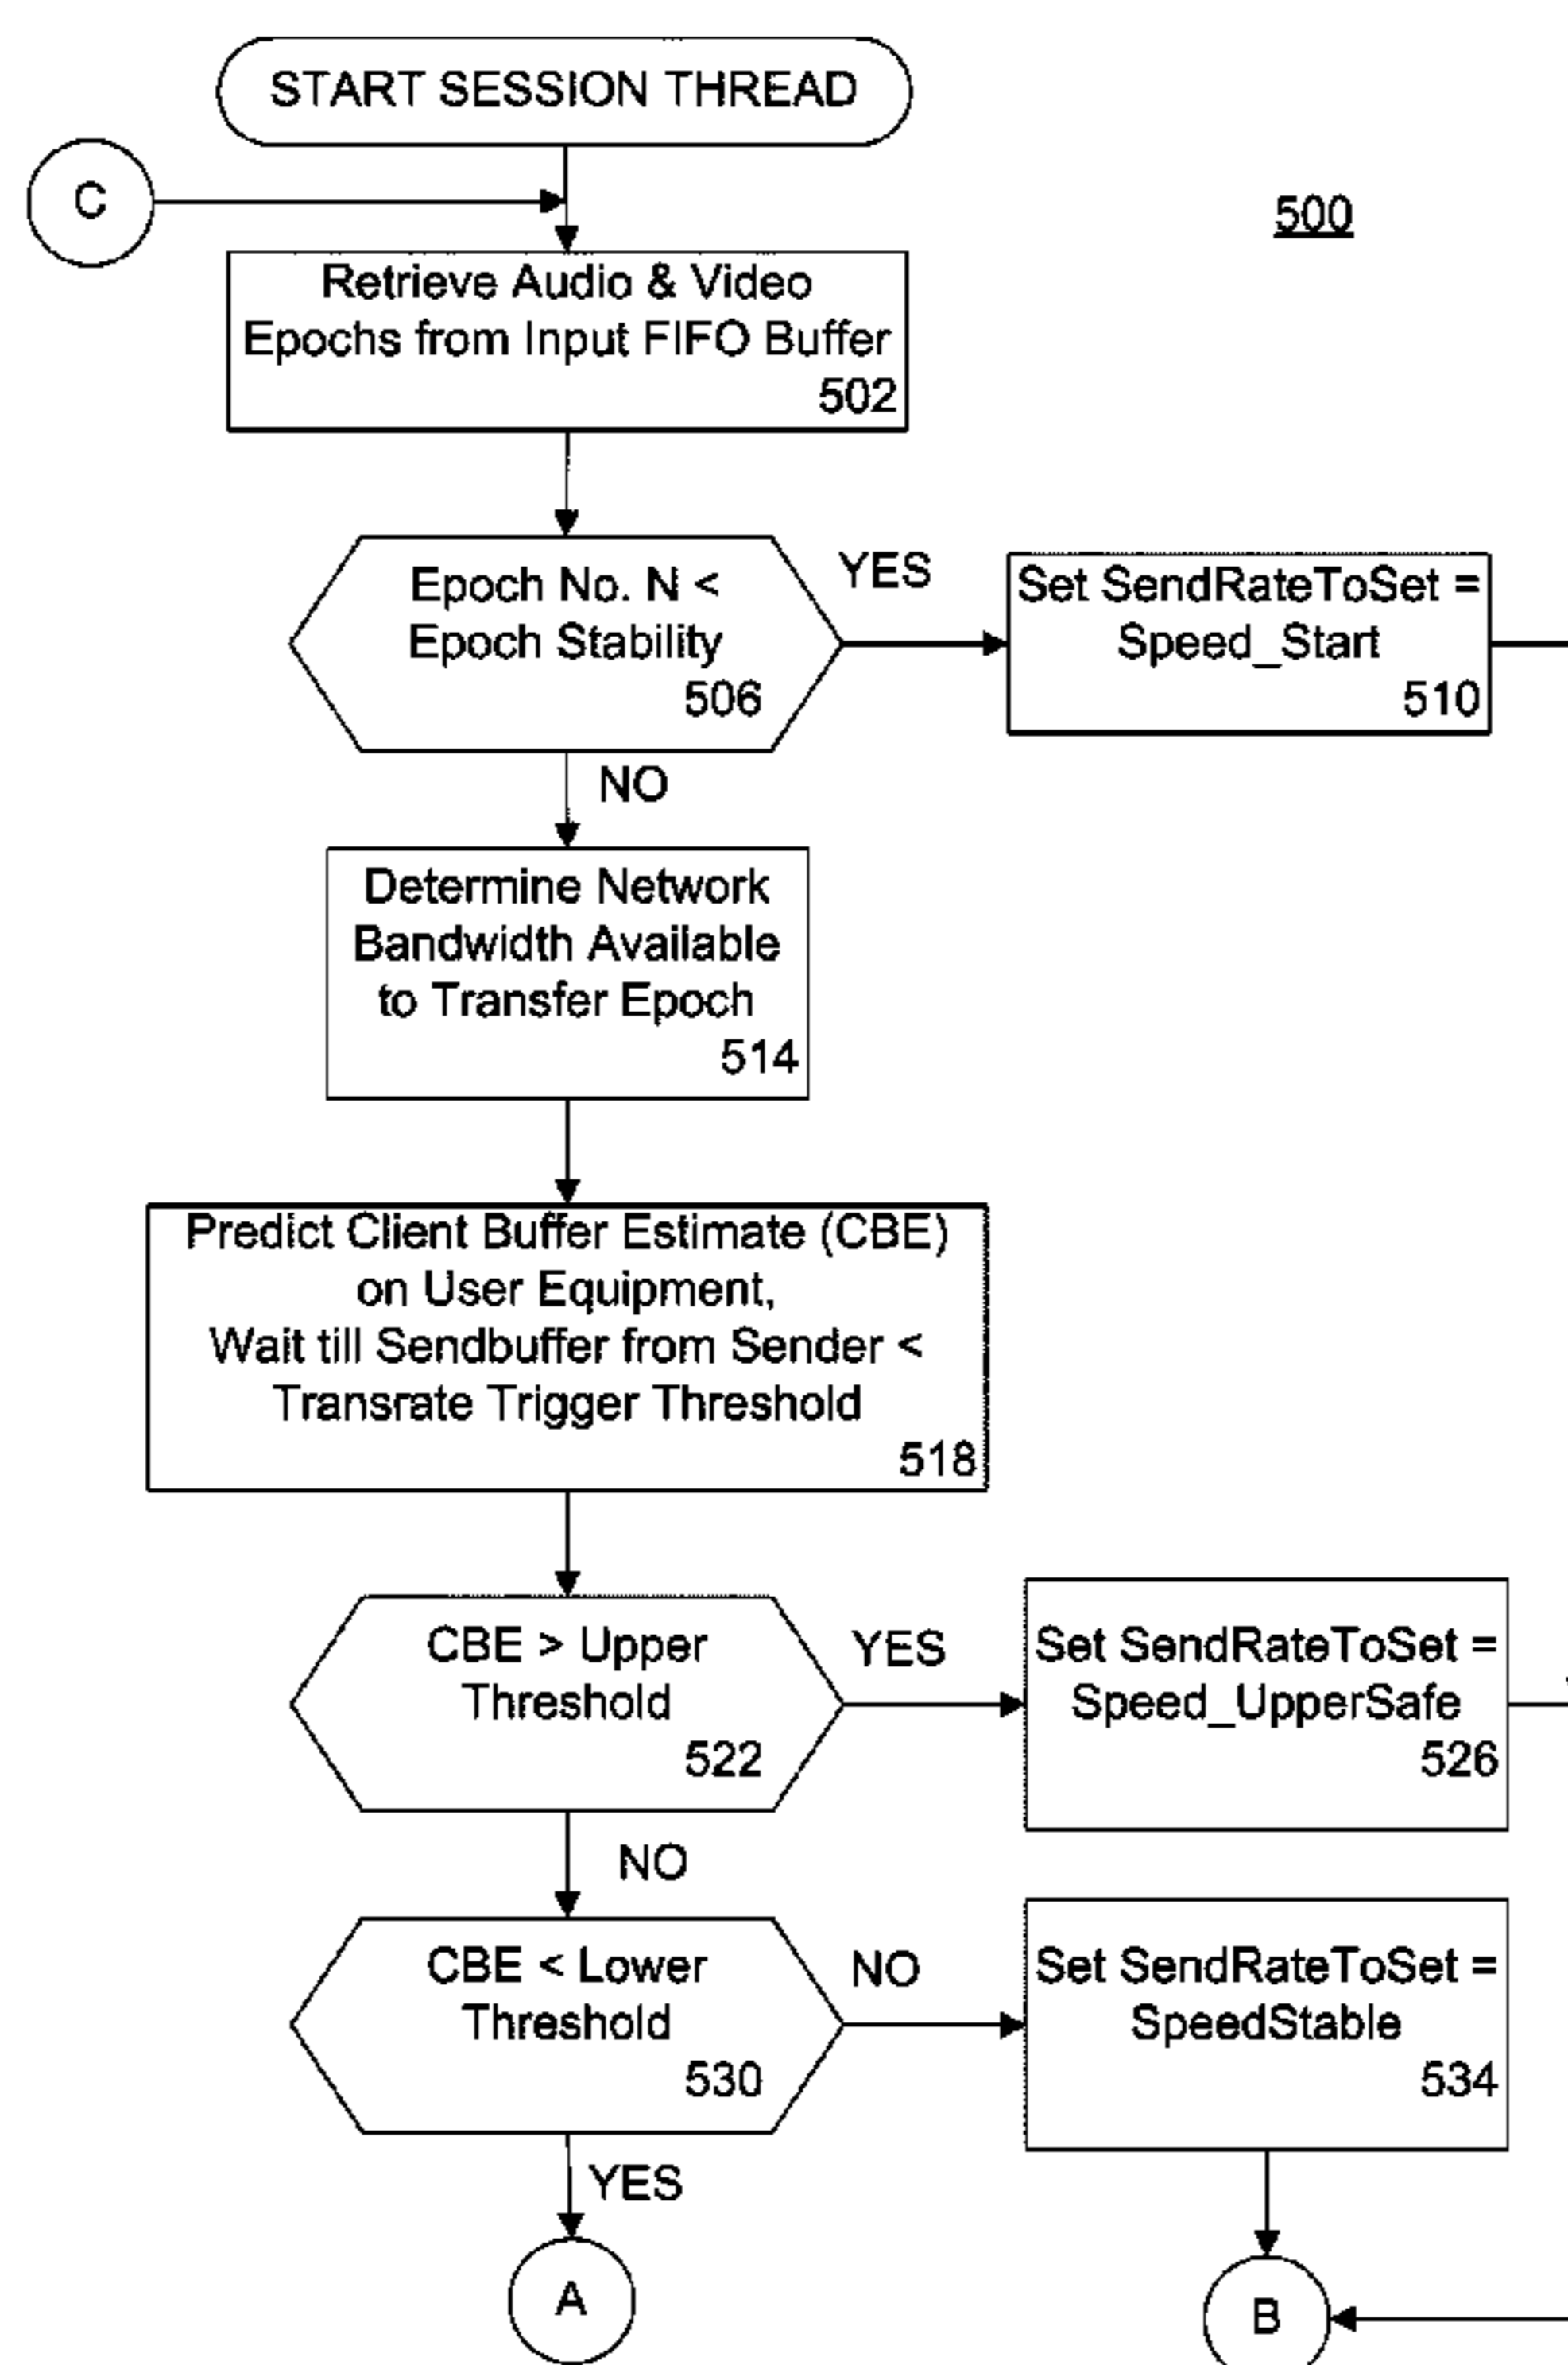 START SESSION THREAD
C
500
Retrieve Audio & Video
Epochs from Input FIFO Buffer
502
Epoch No. N <
Epoch Stability
506
YES
Set SendRateToSet =
Speed_Start
510
NO
Determine Network
Bandwidth Available
to Transfer Epoch
514
Predict Client Buffer Estimate (CBE)
on User Equipment,
Wait till Sendbuffer from Sender <
Transrate Trigger Threshold
518
CBE > Upper
Threshold
522
YES
Set SendRateToSet =
Speed_UpperSafe
526
NO
CBE < Lower
Threshold
530
NO
Set SendRateToSet =
SpeedStable
534
YES
A
B